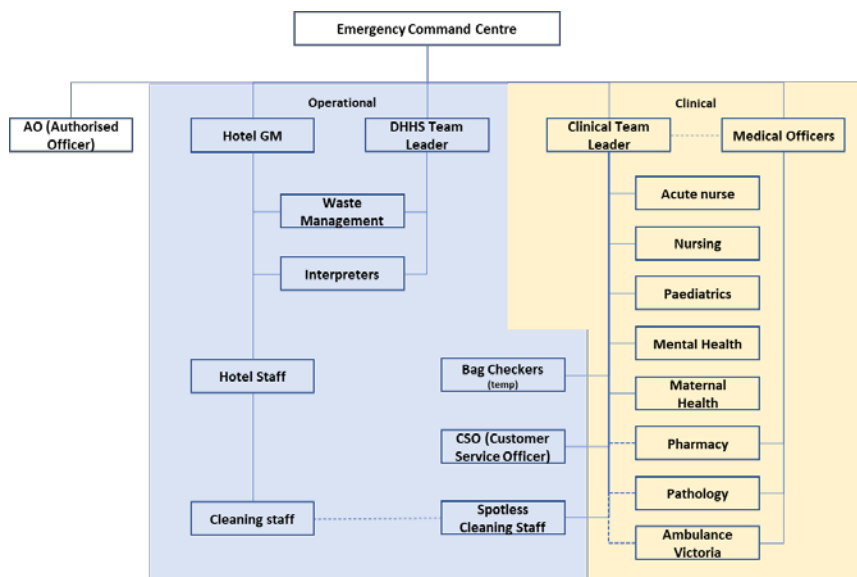 Emergency Command Centre
Operational
Clinical
AO (Authorised
Officer)
Hotel GM
DHHS Team
Leader
Clinical Team
Leader
Medical Officers
Waste
Management
Interpreters
Acute nurse
Nursing
Paediatrics
Mental Health
Maternal
Health
Hotel Staff
Bag Checkers
(temp)
CSO (Customer
Service Officer)
Pharmacy
Pathology
Cleaning staff
Spotless
Cleaning Staff
Ambulance
Victoria